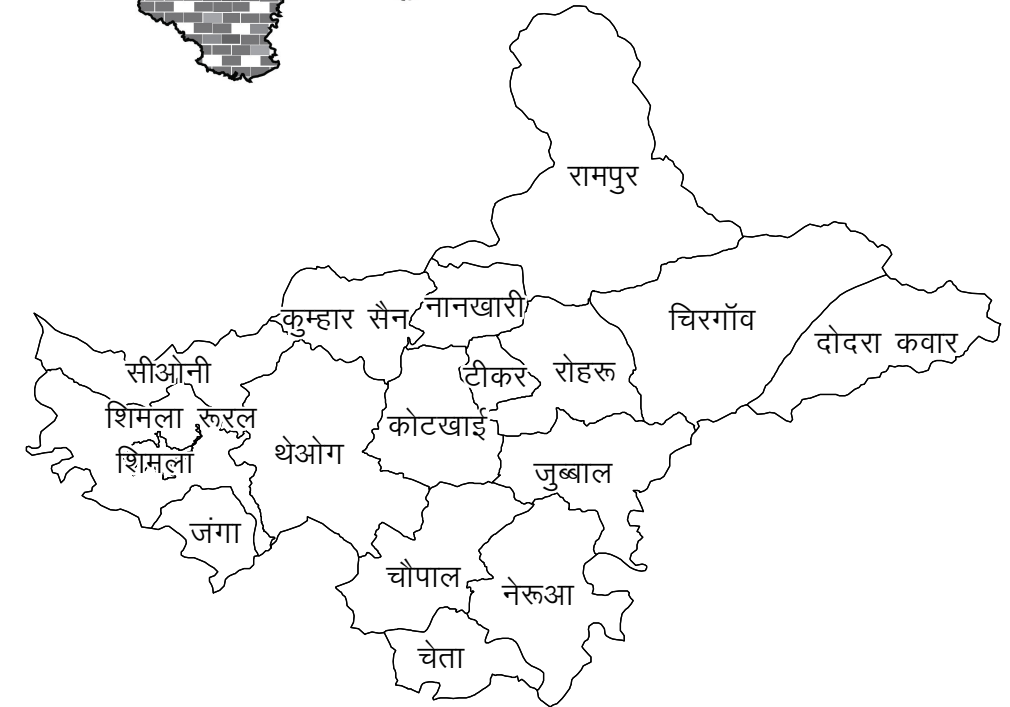 रामपुर
नानखारी
कुम्हार सैन
चिरगॉव
दोदरा कवार
सीओनी
टीकर
रोहरू
शिमला रूरल
कोटखाई
थेओग
शिमला
जुब्बाल
जंगा
चौपाल
नेरूआ
चेता